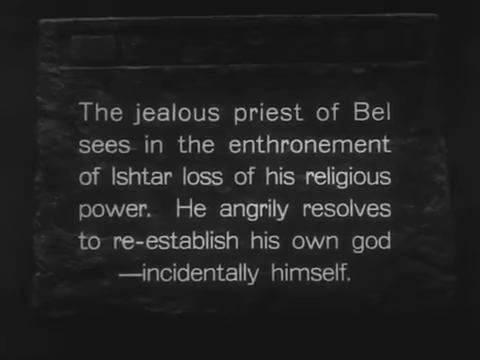 The jealous priest of Bel
sees in the enthronement
of Ishtar loss of his religious
power. He angrily resolves
to re-establish his own god
—incidentally himself.